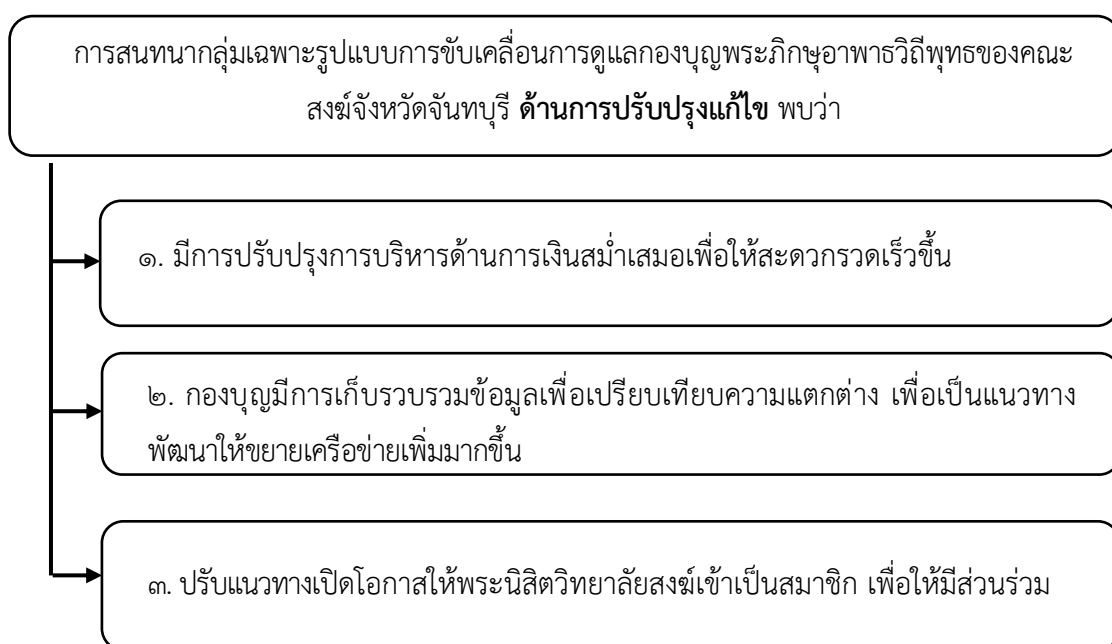 การสนทนากลุ่มเฉพาะรูปแบบการขับเคลื่อนการดูแลกองบุญพระภิกษุอาพาธวิถีพุทธของคณะ
สงฆ์จังหวัดจันทบุรี ด้านการปรับปรุงแก้ไข พบว่า
๑. มีการปรับปรุงการบริหารด้านการเงินสม่ำเสมอเพื่อให้สะดวกรวดเร็วขึ้น
๒. กองบุญมีการเก็บรวบรวมข้อมูลเพื่อเปรียบเทียบความแตกต่าง เพื่อเป็นแนวทาง
พัฒนาให้ขยายเครือข่ายเพิ่มมากขึ้น
๓. ปรับแนวทางเปิดโอกาสให้พระนิสิตวิทยาลัยสงฆ์เข้าเป็นสมาชิก เพื่อให้มีส่วนร่วม